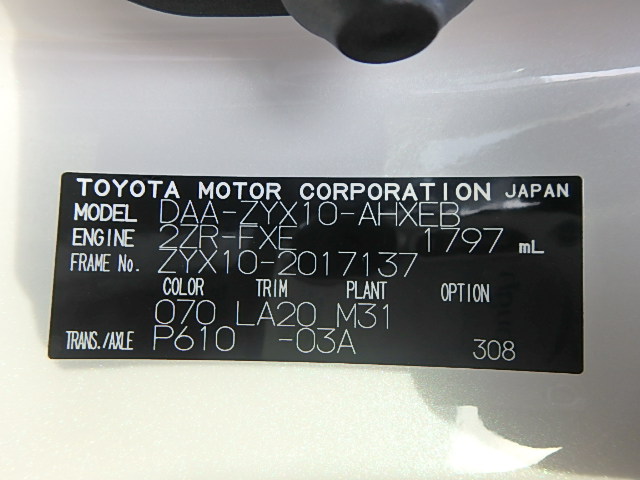 TOYOTA MOTOR CORPORATION JAPAN
MODEL DAA-ZYX10-AHXEB
ENGINE 2ZR-FXE 1797 mL
FRAME No. ZYX10-2017137
COLOR TRIM PLANT OPTION
070 LA20 M31
TRANS./AXLE P610 -03A 308